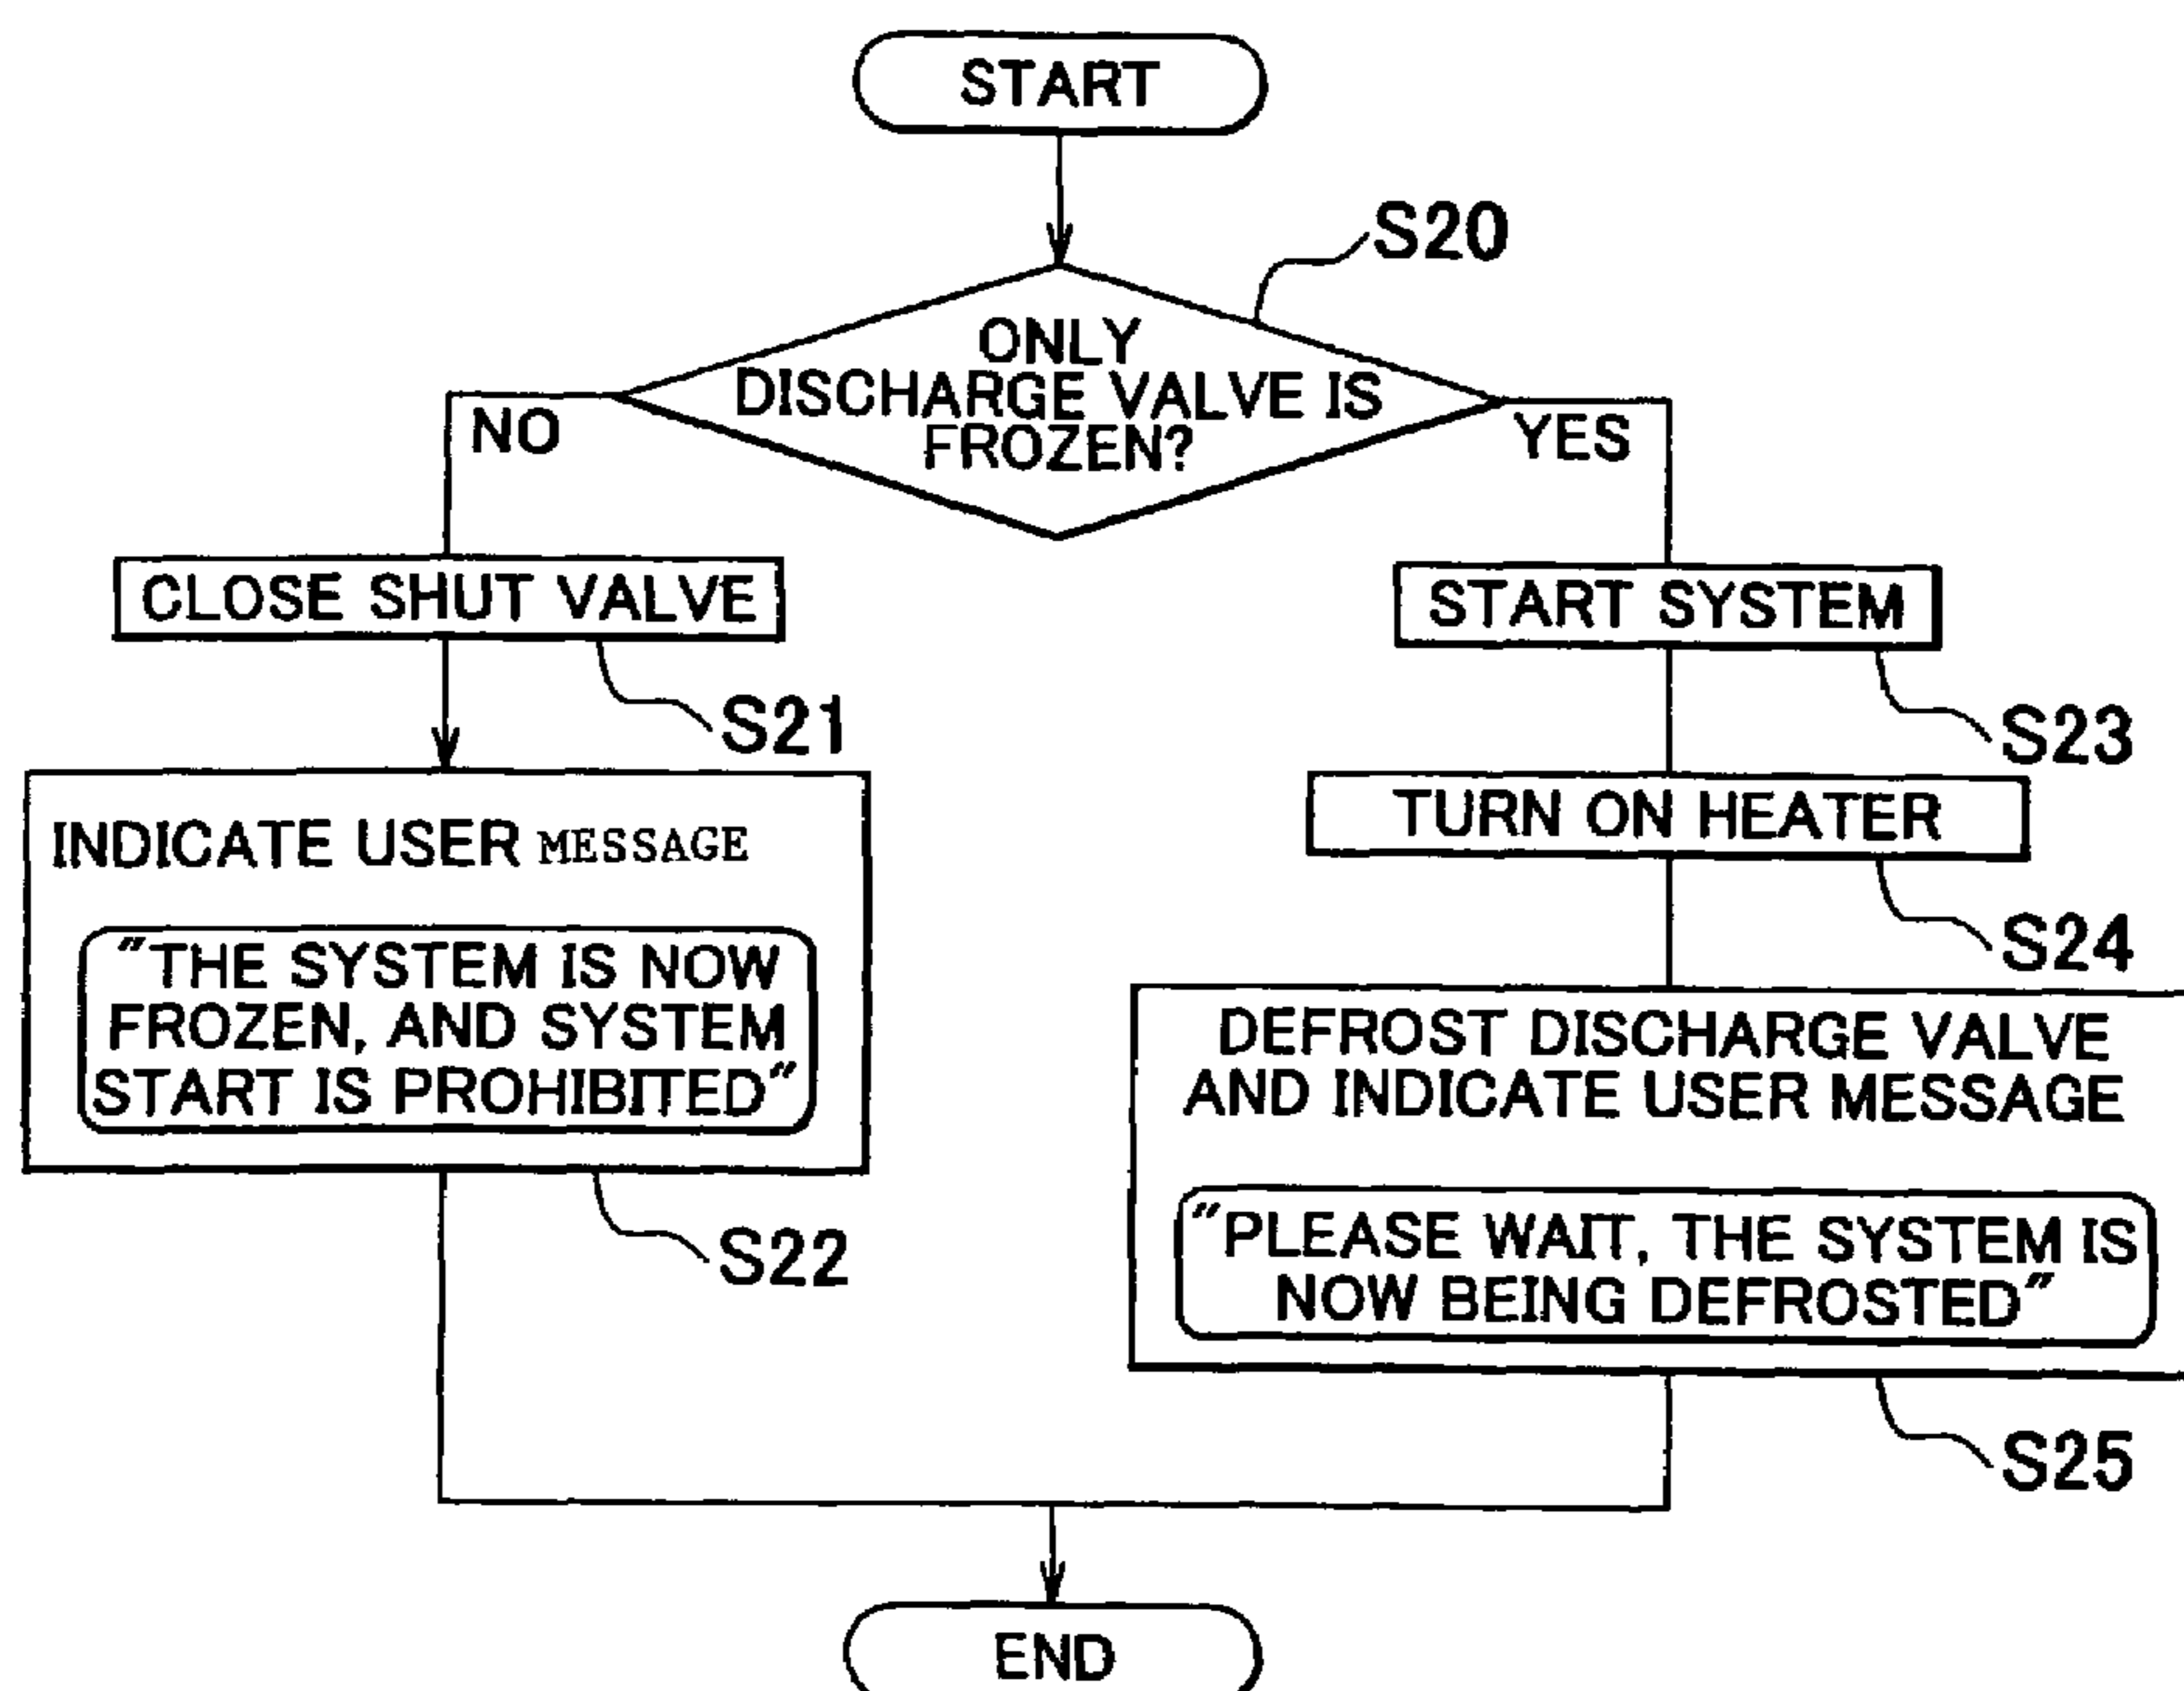 START
S20
ONLY
DISCHARGE VALVE IS
FROZEN?
NO
YES
CLOSE SHUT VALVE
S21
INDICATE USER MESSAGE
"THE SYSTEM IS NOW
FROZEN, AND SYSTEM
START IS PROHIBITED"
S22
START SYSTEM
S23
TURN ON HEATER
S24
DEFROST DISCHARGE VALVE
AND INDICATE USER MESSAGE
"PLEASE WAIT, THE SYSTEM IS
NOW BEING DEFROSTED"
S25
END